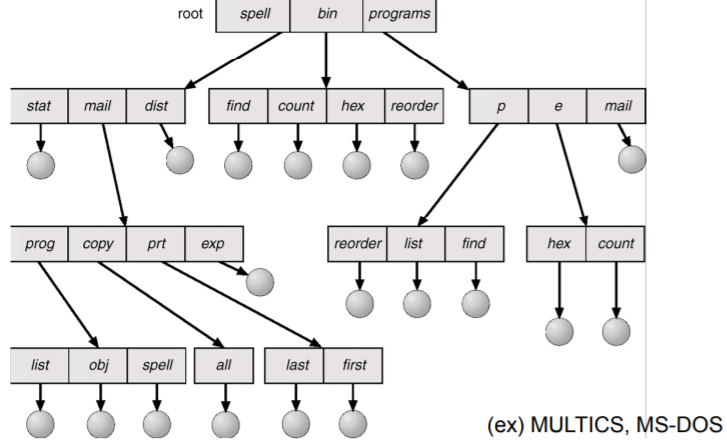 root spell bin programs
stat mail dist find count hex reorder p e mail
prog copy prt exp reorder list find hex count
list obj spell all last first
(ex) MULTICS, MS-DOS